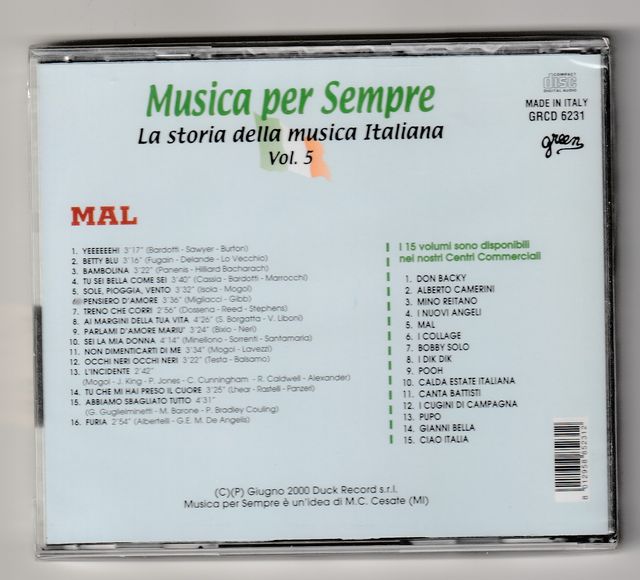 COMPACT
disc
DIGITAL AUDIO
Musica per Sempre
MADE IN ITALY
GRCD 6231
La storia della musica Italiana
green
Vol. 5
MAL
1. YEEEEEEH! 3'17" (Bardotti - Sawyer - Burton)
2. BETTY BLU 3'16" (Fugain - Delande - Lo Vecchio)
3. BAMBOLINA 3'22" (Panenis - Hilliard Bacharach)
4. TU SEI BELLA COME SEI 3'40" (Cassia - Bardotti - Marrocchi)
5. SOLE, PIOGGIA, VENTO 3'32" (Isola - Mogol)
PENSIERO D'AMORE 3'36" (Migliacci - Gibb)
7. TRENO CHE CORRI 2'56" (Dossena - Reed - Stephens)
8. AI MARGINI DELLA TUA VITA 4'26" (S. Borgatta - V. Liboni)
9. PARLAMI D'AMORE MARIU' 3'24" (Bixio - Neri)
10. SEI LA MIA DONNA 4'14" (Minellono - Sorrenti - Santamaria)
11. NON DIMENTICARTI DI ME 3'34" (Mogol - Lavezzi)
12. OCCHI NERI OCCHI NERI 3'22" (Testa - Balsamo)
13. L'INCIDENTE 2'42"
(Mogol - J. King - P. Jones - C. Cunningham - R. Caldwell - Alexander)
14. TU CHE MI HAI PRESO IL CUORE 3'25" (Lhear - Rastelli - Panzeri)
15. ABBIAMO SBAGLIATO TUTTO 4'31"
(G. Guglieiminetti - M. Barone - P. Bradley Couling)
16. FURIA 2'54" (Albertelli - G.E. M. De Angelis)
I 15 volumi sono disponibili
nei nostri Centri Commerciali
1. DON BACKY
2. ALBERTO CAMERINI
3. MINO REITANO
4. I NUOVI ANGELI
5. MAL
6. I COLLAGE
7. BOBBY SOLO
8. I DIK DIK
9. POOH
10. CALDA ESTATE ITALIANA
11. CANTA BATTISTI
12. I CUGINI DI CAMPAGNA
13. PUPO
14. GIANNI BELLA
15. CIAO ITALIA
8 012958 852312
(C)(P) Giugno 2000 Duck Record s.r.l.
Musica per Sempre è un'idea di M.C. Cesate (MI)